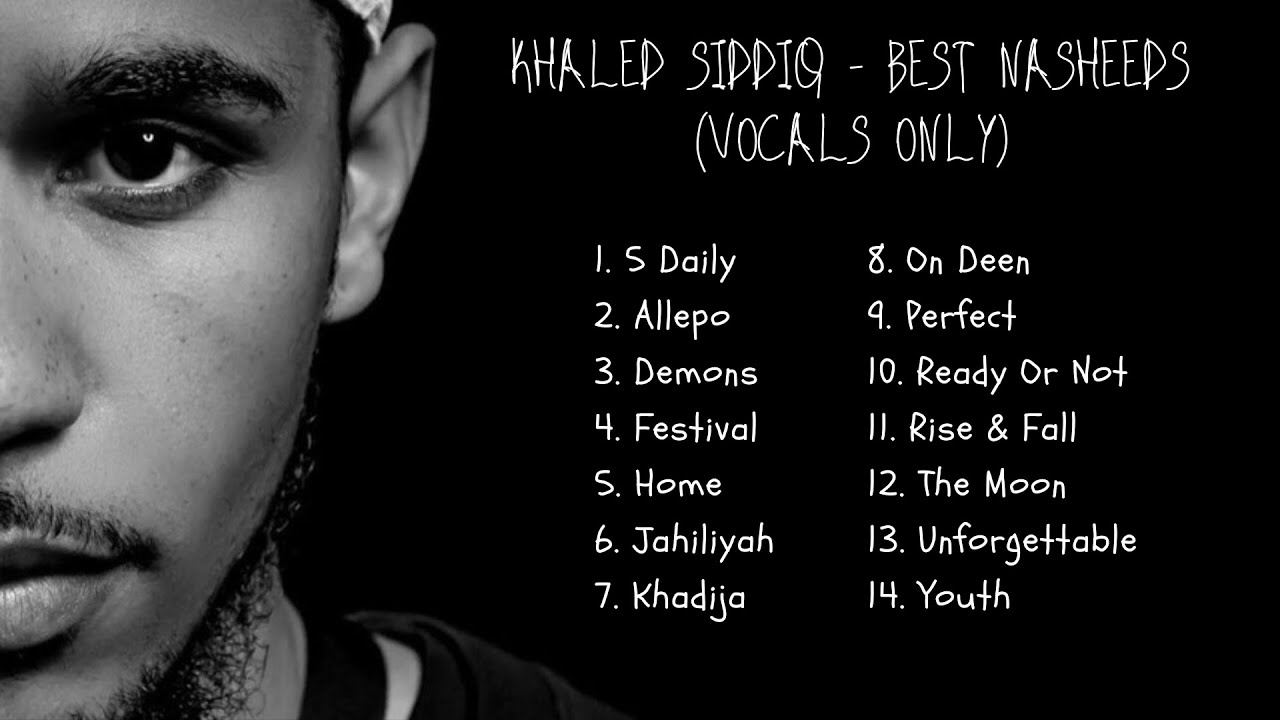 KHALED SIDDIQ - BEST NASHEEDS
(VOCALS ONLY)
1. 5 Daily
2. Allepo
3. Demons
4. Festival
5. Home
6. Jahiliyah
7. Khadija
8. On Deen
9. Perfect
10. Ready Or Not
11. Rise & Fall
12. The Moon
13. Unforgettable
14. Youth